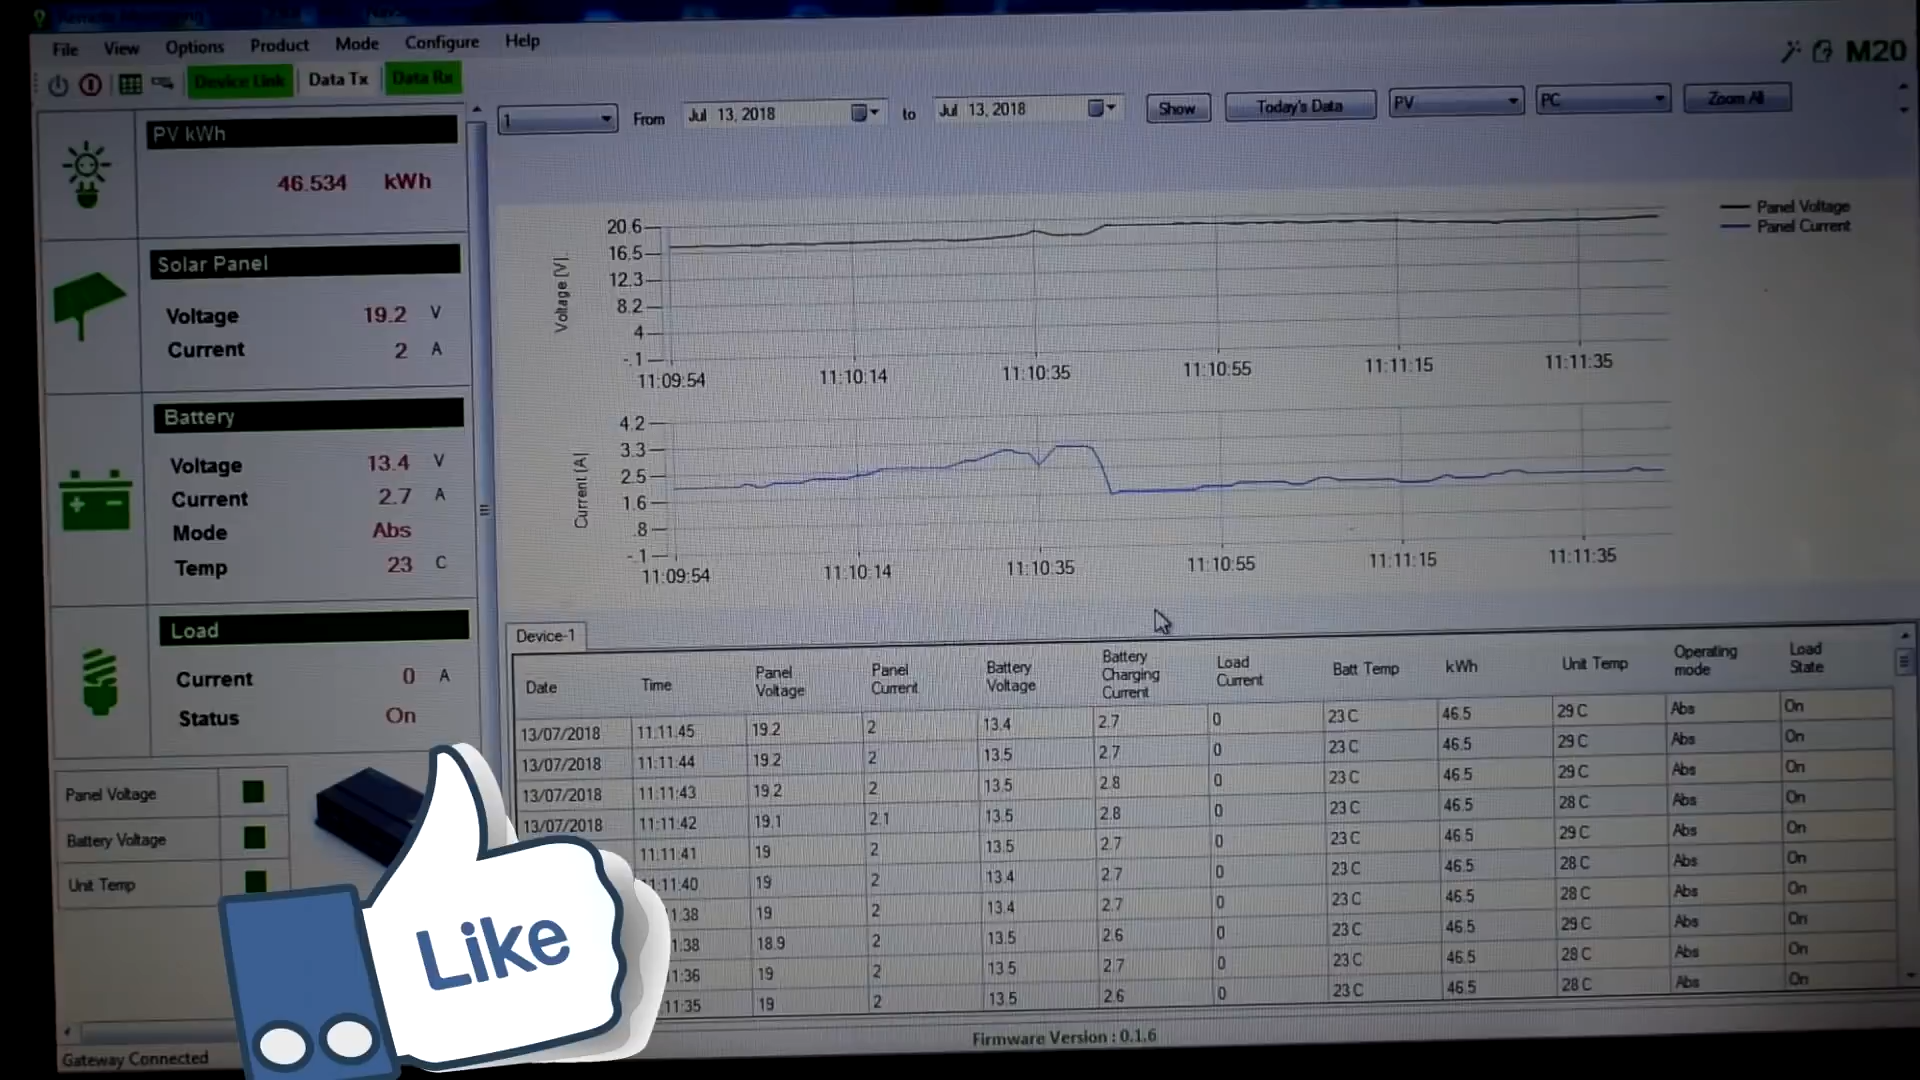 File View Options Product Mode Configure Help
M20
Device Link Data Tx Data Rx
1 From Jul 13, 2018 to Jul 13, 2018 Show Today's Data PV PC Zoom All
PV kWh
46.534 kWh
Solar Panel
Voltage 19.2 V
Current 2 A
Battery
Voltage 13.4 V
Current 2.7 A
Mode Abs
Temp 23 C
Load
Current 0 A
Status On
Panel Voltage
Battery Voltage
Unit Temp
Like
Gateway Connected
Panel Voltage
Panel Current
Voltage [V]
20.6
16.5
12.3
8.2
4
-.1
11:09:54 11:10:14 11:10:35 11:10:55 11:11:15 11:11:35
Current [A]
4.2
3.3
2.5
1.6
.8
-.1
11:09:54 11:10:14 11:10:35 11:10:55 11:11:15 11:11:35
Device-1
Date Time Panel Voltage Panel Current Battery Voltage Battery Charging Current Load Current Batt Temp kWh Unit Temp Operating mode Load State
13/07/2018 11:11:45 19.2 2 13.4 2.7 0 23 C 46.5 29 C Abs On
13/07/2018 11:11:44 19.2 2 13.5 2.7 0 23 C 46.5 29 C Abs On
13/07/2018 11:11:43 19.2 2 13.5 2.8 0 23 C 46.5 29 C Abs On
13/07/2018 11:11:42 19.1 2.1 13.5 2.8 0 23 C 46.5 28 C Abs On
11:11:41 19 2 13.5 2.7 0 23 C 46.5 29 C Abs On
11:11:40 19 2 13.4 2.7 0 23 C 46.5 28 C Abs On
1:38 19 2 13.4 2.7 0 23 C 46.5 28 C Abs On
1:38 18.9 2 13.5 2.6 0 23 C 46.5 29 C Abs On
1:36 19 2 13.5 2.7 0 23 C 46.5 28 C Abs On
11:35 19 2 13.5 2.6 0 23 C 46.5 28 C Abs On
Firmware Version : 0.1.6